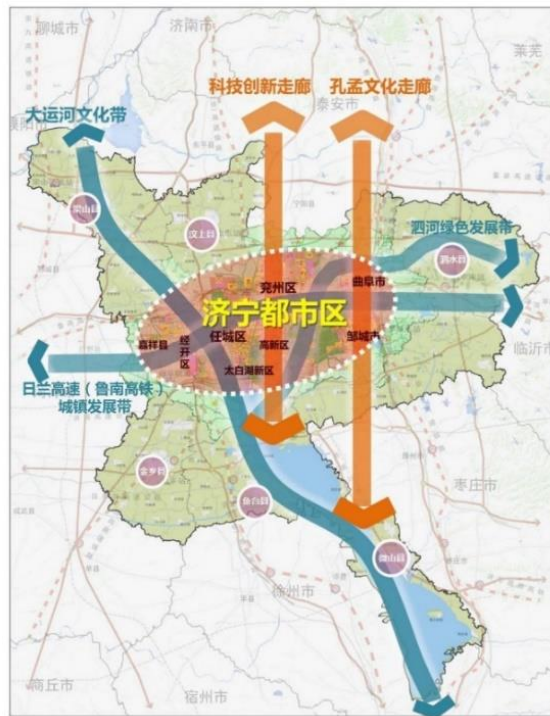 聊城市
济南市
莱芜市
科技创新走廊
孔孟文化走廊
泰安市
大运河文化带
濮阳市
梁山县
汶上县
泗河绿色发展带
泗水县
兖州区
曲阜市
济宁都市区
嘉祥县
经开区
任城区
高新区
邹城市
太白湖新区
临沂市
日兰高速（鲁南高铁）
城镇发展带
金乡县
鱼台县
枣庄市
微山县
徐州市
商丘市
宿州市